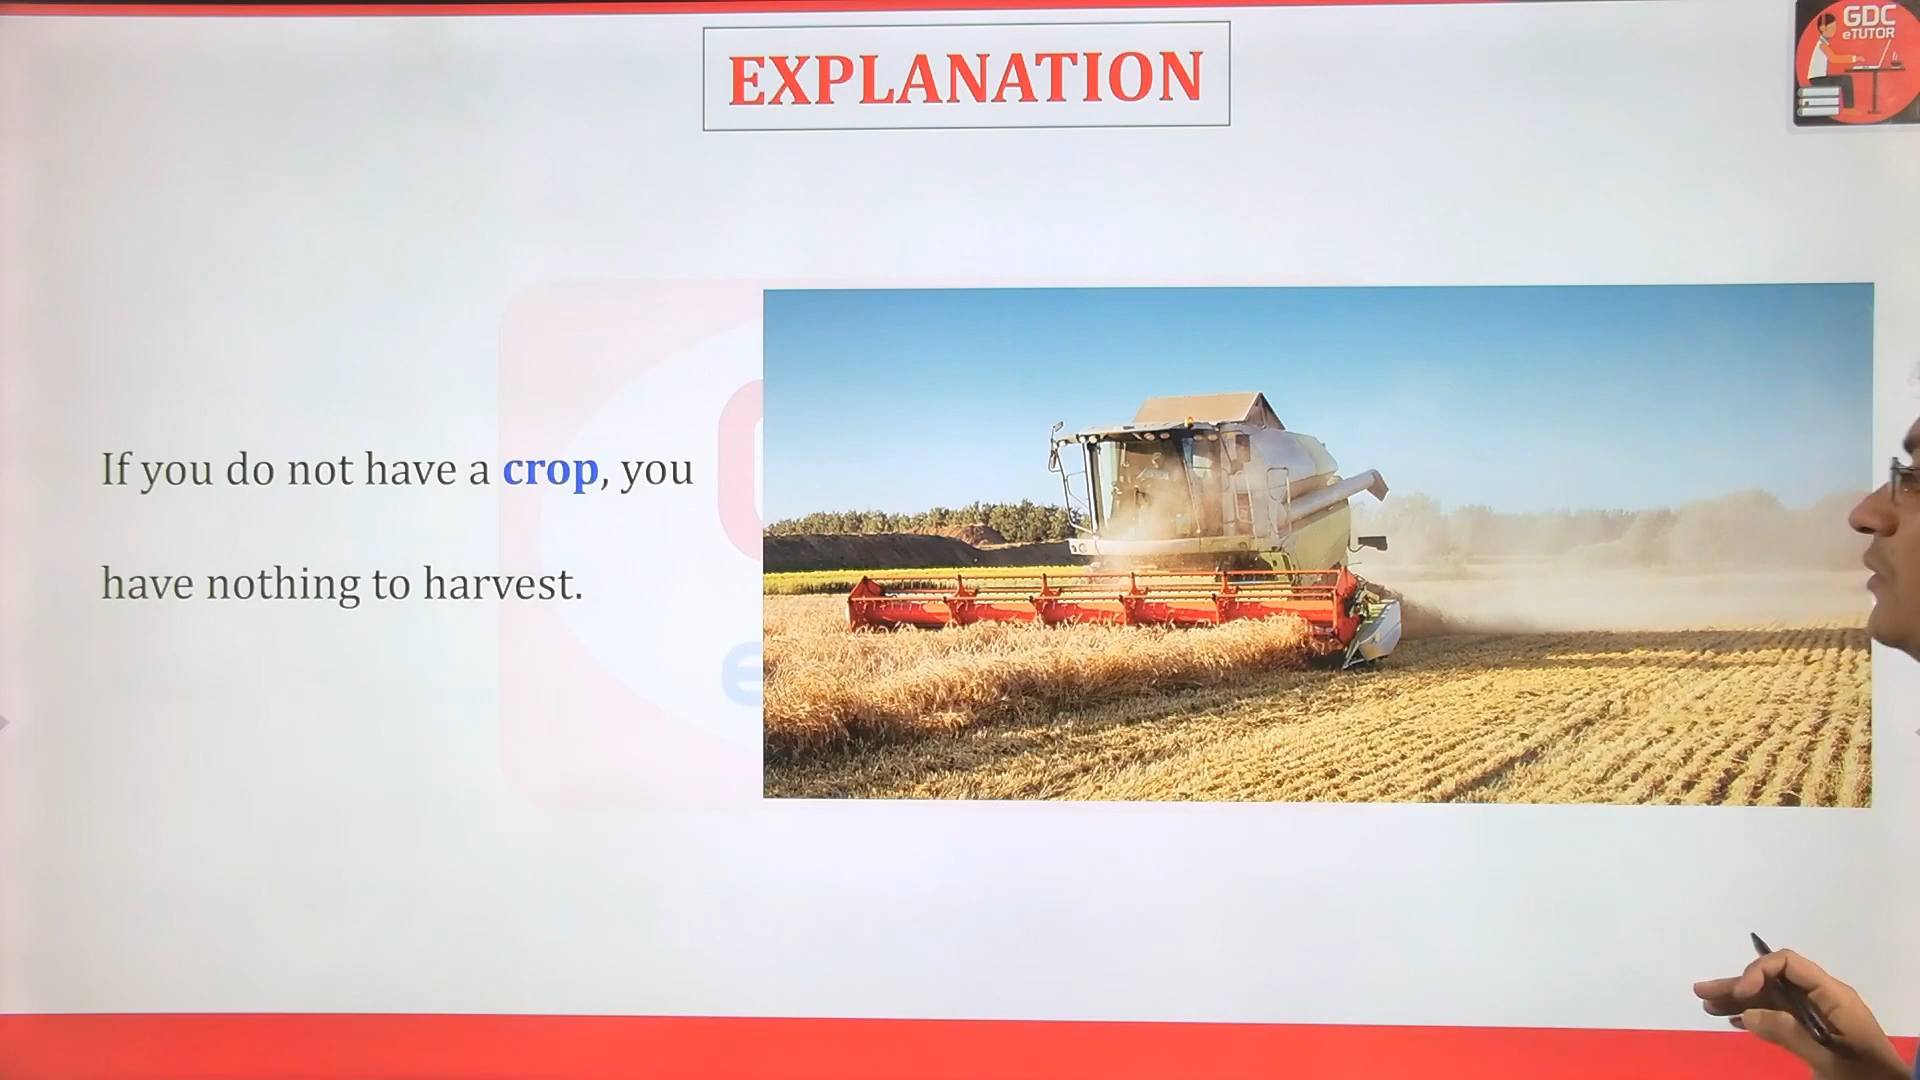 EXPLANATION
GDC
eTUTOR
If you do not have a crop, you
have nothing to harvest.